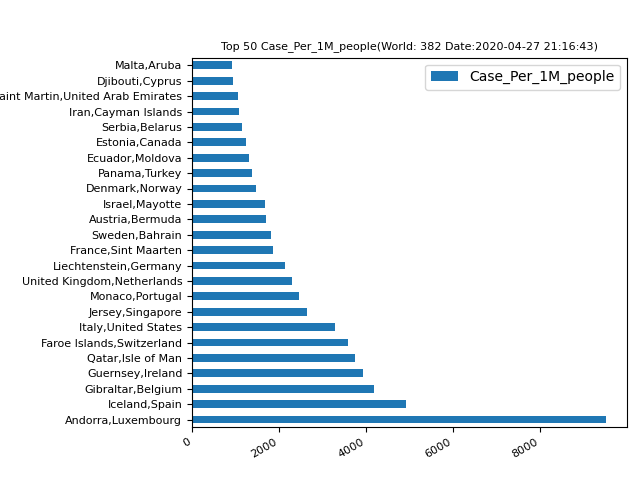 Top 50 Case_Per_1M_people(World: 382 Date:2020-04-27 21:16:43)
Case_Per_1M_people
Malta,Aruba
Djibouti,Cyprus
aint Martin,United Arab Emirates
Iran,Cayman Islands
Serbia,Belarus
Estonia,Canada
Ecuador,Moldova
Panama,Turkey
Denmark,Norway
Israel,Mayotte
Austria,Bermuda
Sweden,Bahrain
France,Sint Maarten
Liechtenstein,Germany
United Kingdom,Netherlands
Monaco,Portugal
Jersey,Singapore
Italy,United States
Faroe Islands,Switzerland
Qatar,Isle of Man
Guernsey,Ireland
Gibraltar,Belgium
Iceland,Spain
Andorra,Luxembourg
0
2000
4000
6000
8000